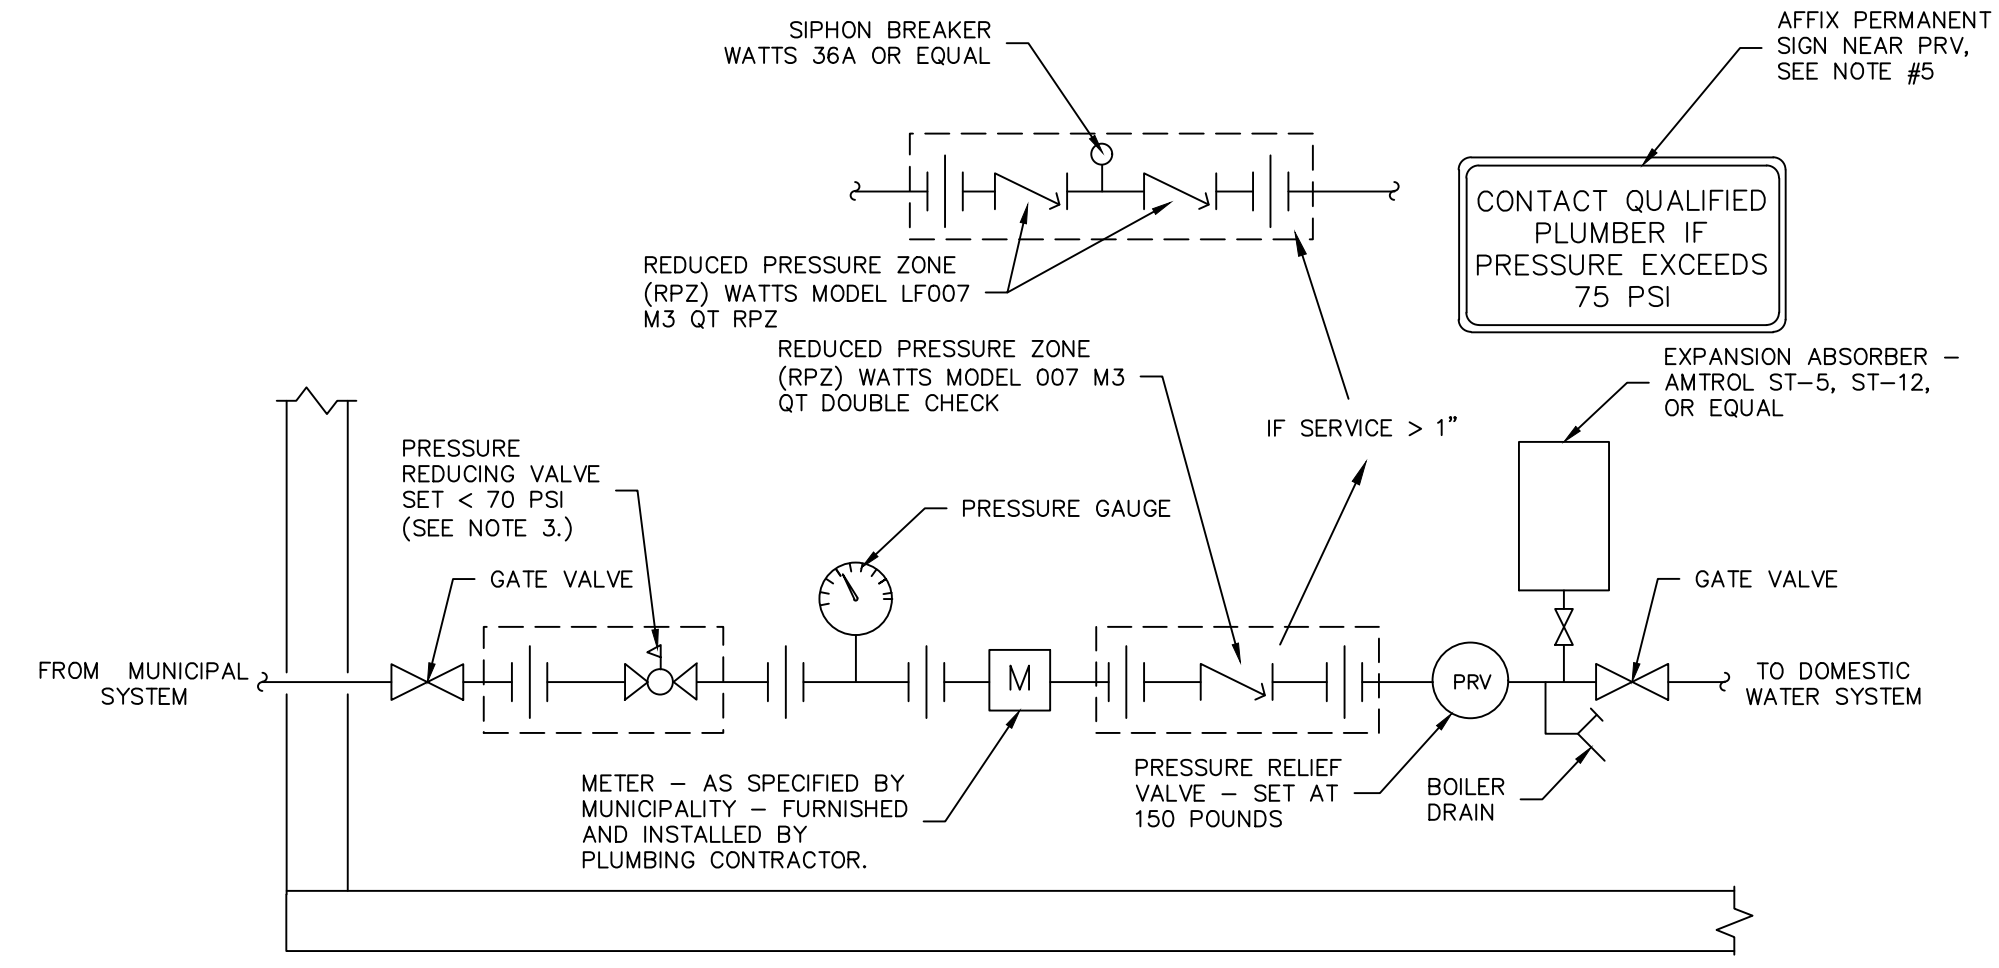 SIPHON BREAKER
WATTS 36A OR EQUAL
AFFIX PERMANENT
SIGN NEAR PRV,
SEE NOTE #5
CONTACT QUALIFIED
PLUMBER IF
PRESSURE EXCEEDS
75 PSI
REDUCED PRESSURE ZONE
(RPZ) WATTS MODEL LF007
M3 QT RPZ
REDUCED PRESSURE ZONE
(RPZ) WATTS MODEL 007 M3
QT DOUBLE CHECK
EXPANSION ABSORBER –
AMTROL ST–5, ST–12,
OR EQUAL
IF SERVICE > 1"
PRESSURE
REDUCING VALVE
SET < 70 PSI
(SEE NOTE 3.)
PRESSURE GAUGE
GATE VALVE
GATE VALVE
FROM MUNICIPAL
SYSTEM
M
PRV
TO DOMESTIC
WATER SYSTEM
METER – AS SPECIFIED BY
MUNICIPALITY – FURNISHED
AND INSTALLED BY
PLUMBING CONTRACTOR.
PRESSURE RELIEF
VALVE – SET AT
150 POUNDS
BOILER
DRAIN